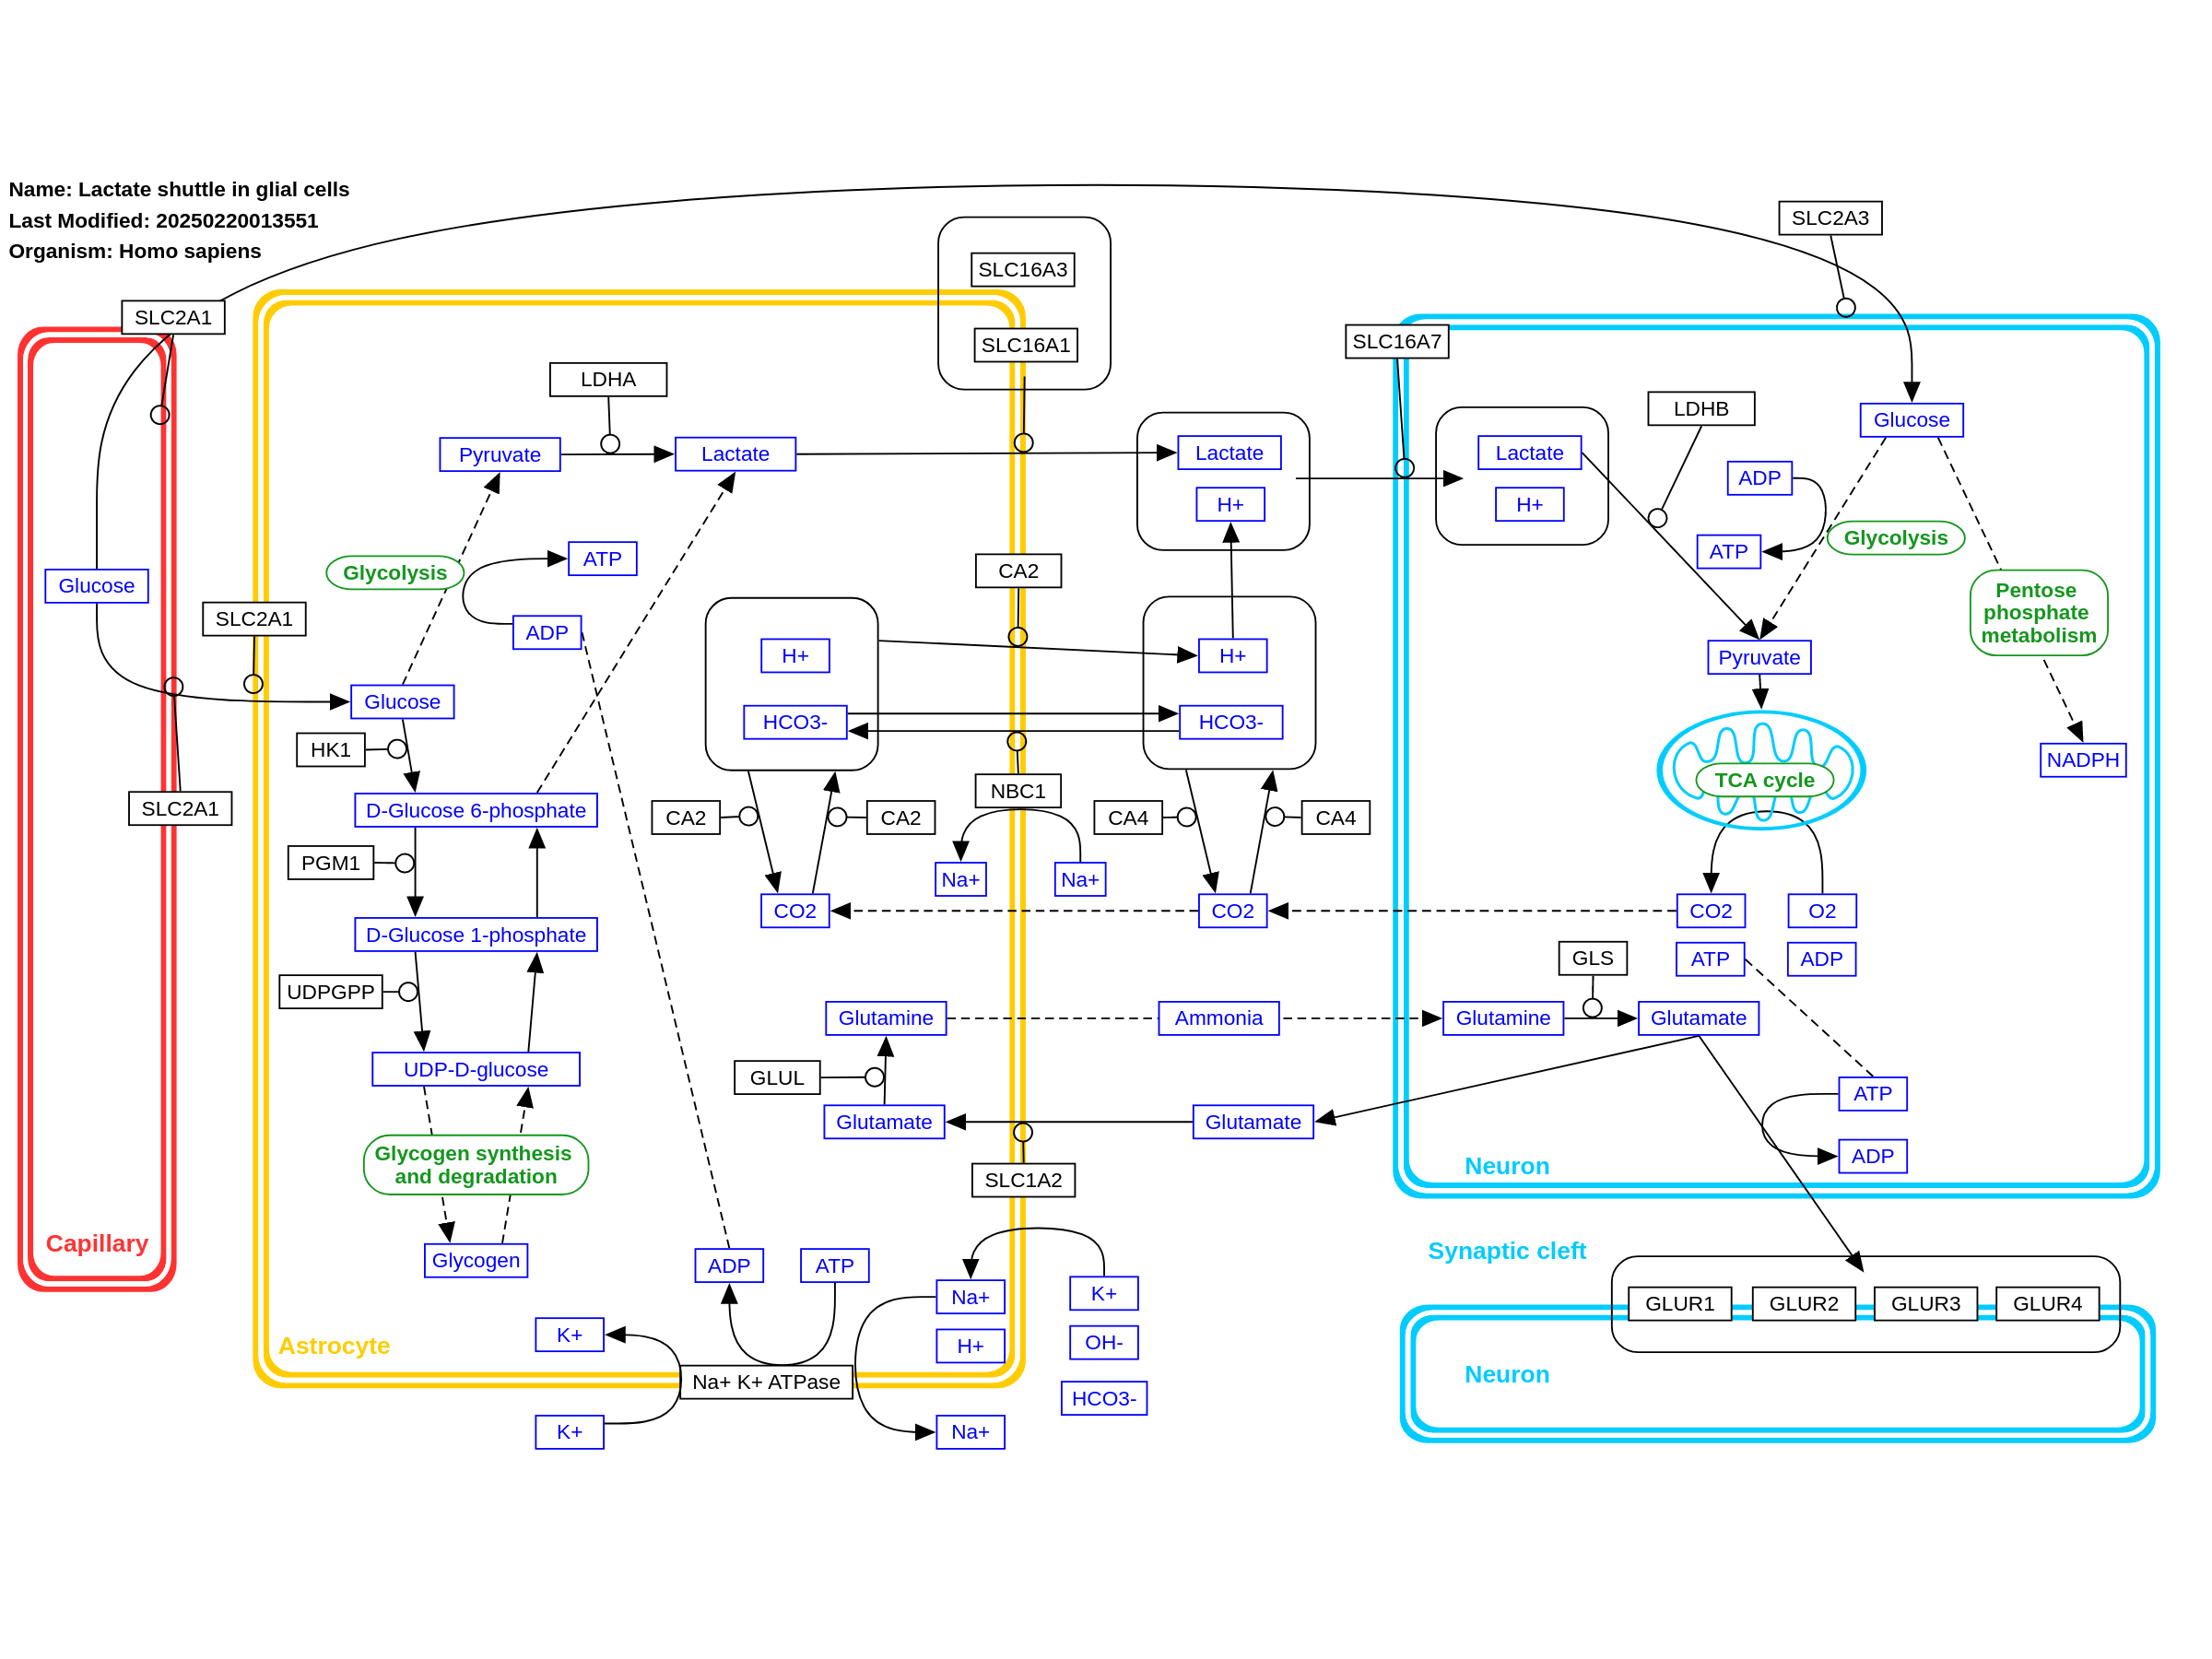 Name: Lactate shuttle in glial cells
Last Modified: 20250220013551
Organism: Homo sapiens
SLC2A3
SLC16A3
SLC2A1
SLC16A1
SLC16A7
LDHA
LDHB
Glucose
Pyruvate
Lactate
Lactate
Lactate
ADP
H+
H+
Glycolysis
ATP
ATP
Glycolysis
CA2
Glucose
Pentose
phosphate
metabolism
SLC2A1
ADP
H+
H+
Pyruvate
Glucose
HCO3-
HCO3-
HK1
NADPH
TCA cycle
NBC1
SLC2A1
D-Glucose 6-phosphate
CA2
CA2
CA4
CA4
PGM1
Na+
Na+
CO2
CO2
CO2
O2
D-Glucose 1-phosphate
GLS
ATP
ADP
UDPGPP
Glutamine
Ammonia
Glutamine
Glutamate
UDP-D-glucose
GLUL
ATP
Glutamate
Glutamate
Glycogen synthesis
and degradation
ADP
Neuron
SLC1A2
Capillary
Synaptic cleft
Glycogen
ADP
ATP
Na+
K+
GLUR1
GLUR2
GLUR3
GLUR4
K+
Astrocyte
H+
OH-
Na+ K+ ATPase
Neuron
HCO3-
K+
Na+